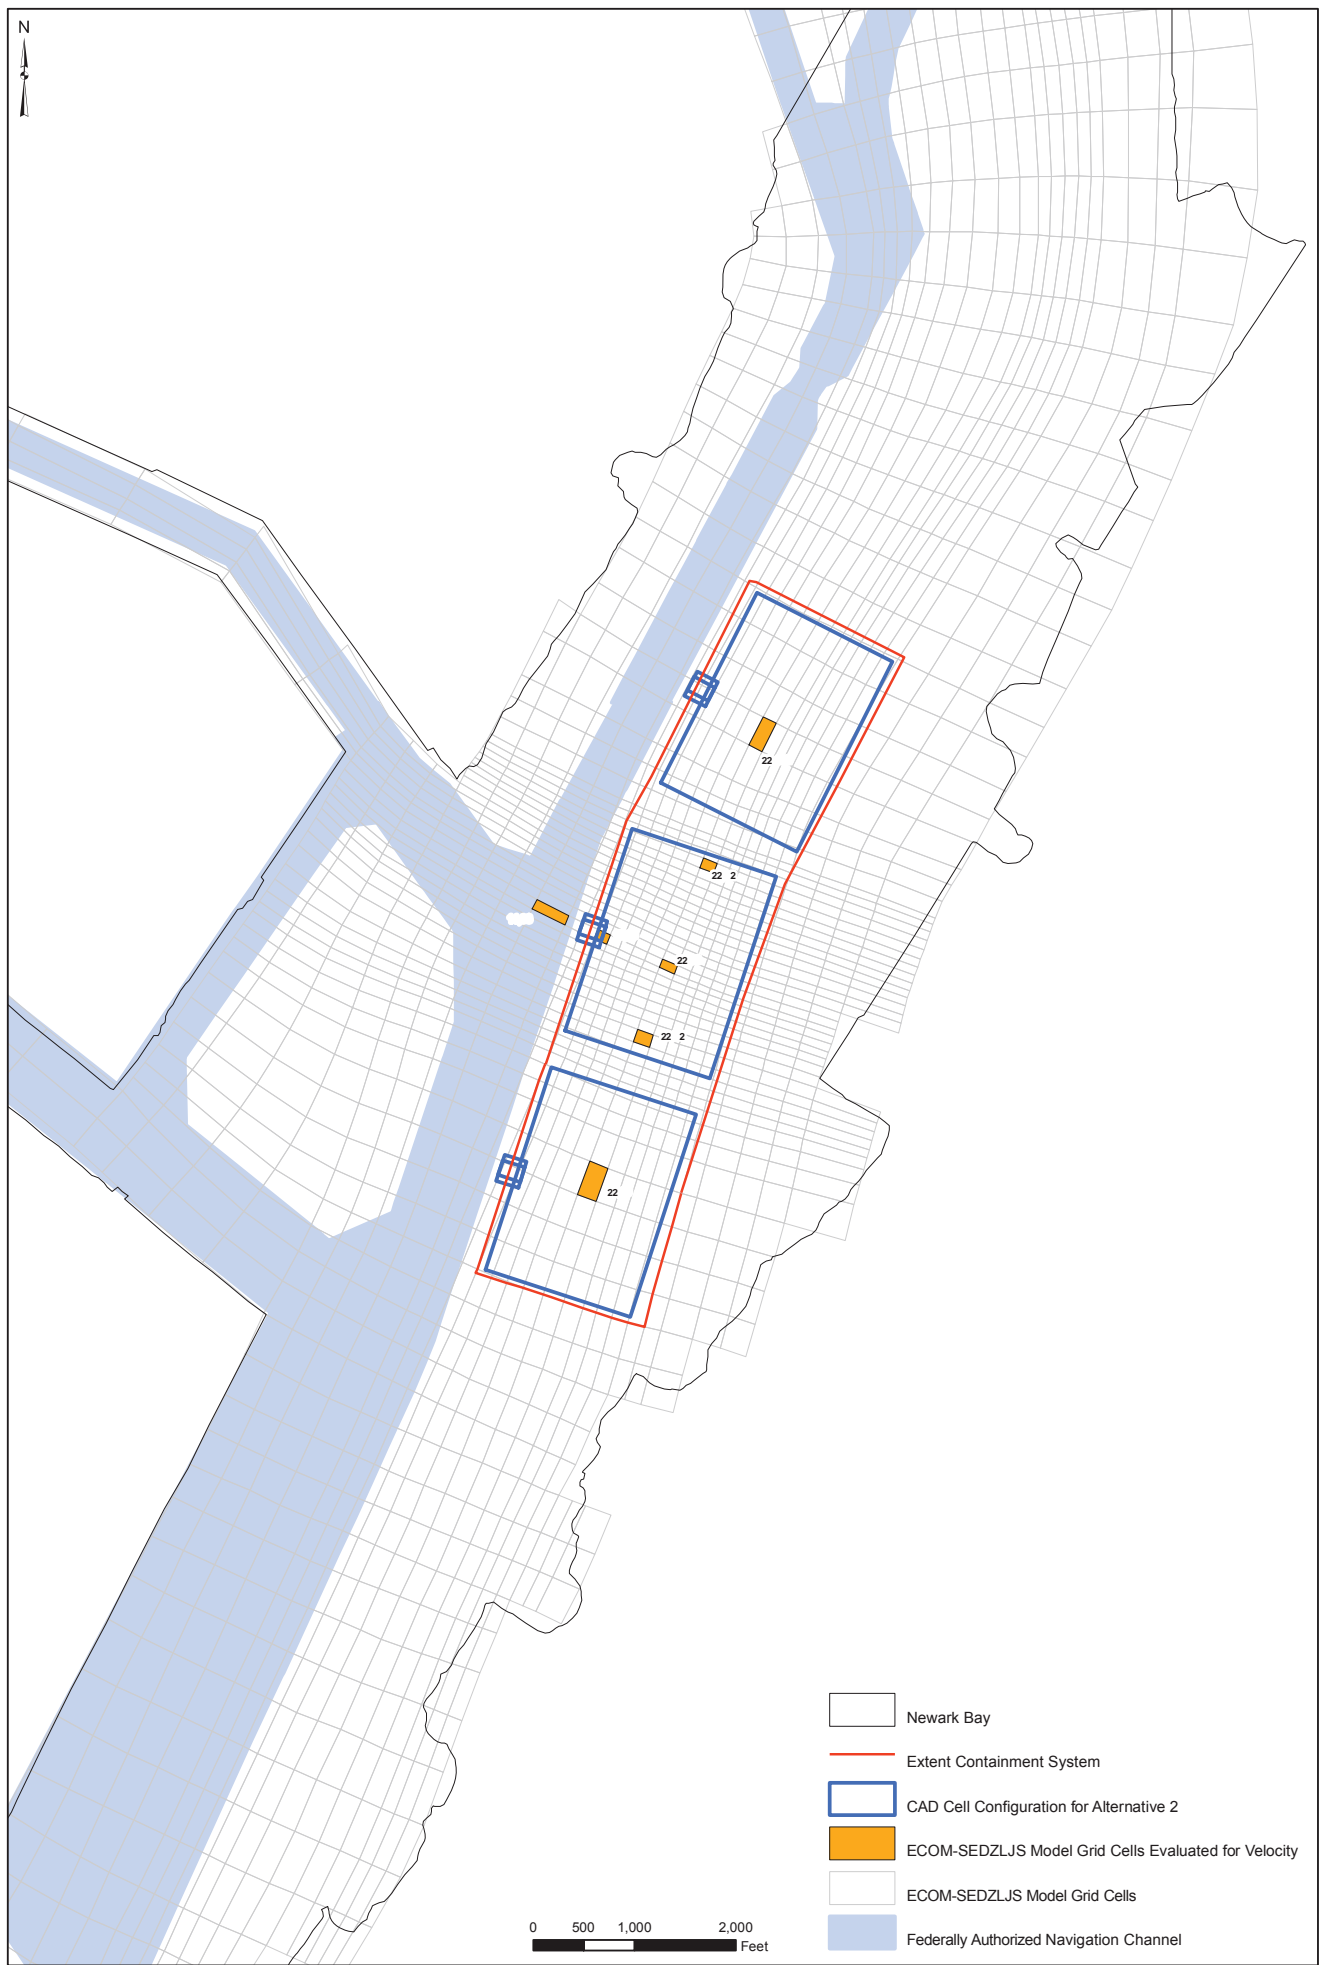 N
22
22 2
22
22 2
22
Newark Bay
Extent Containment System
CAD Cell Configuration for Alternative 2
ECOM-SEDZLJS Model Grid Cells Evaluated for Velocity
ECOM-SEDZLJS Model Grid Cells
Federally Authorized Navigation Channel
0 500 1,000 2,000
Feet